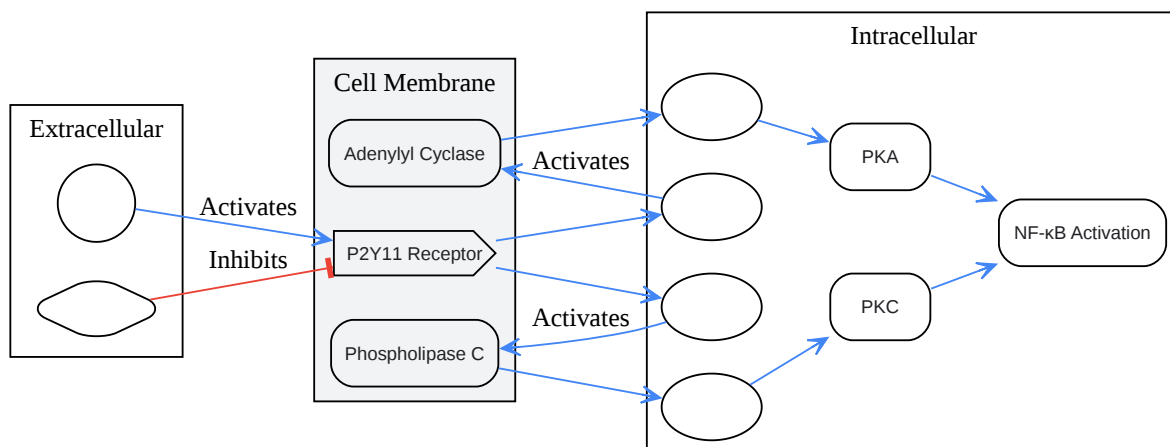 Extracellular
Activates
Inhibits
Cell Membrane
Adenylyl Cyclase
P2Y11 Receptor
Phospholipase C
Activates
Activates
Intracellular
PKA
PKC
NF-κB Activation